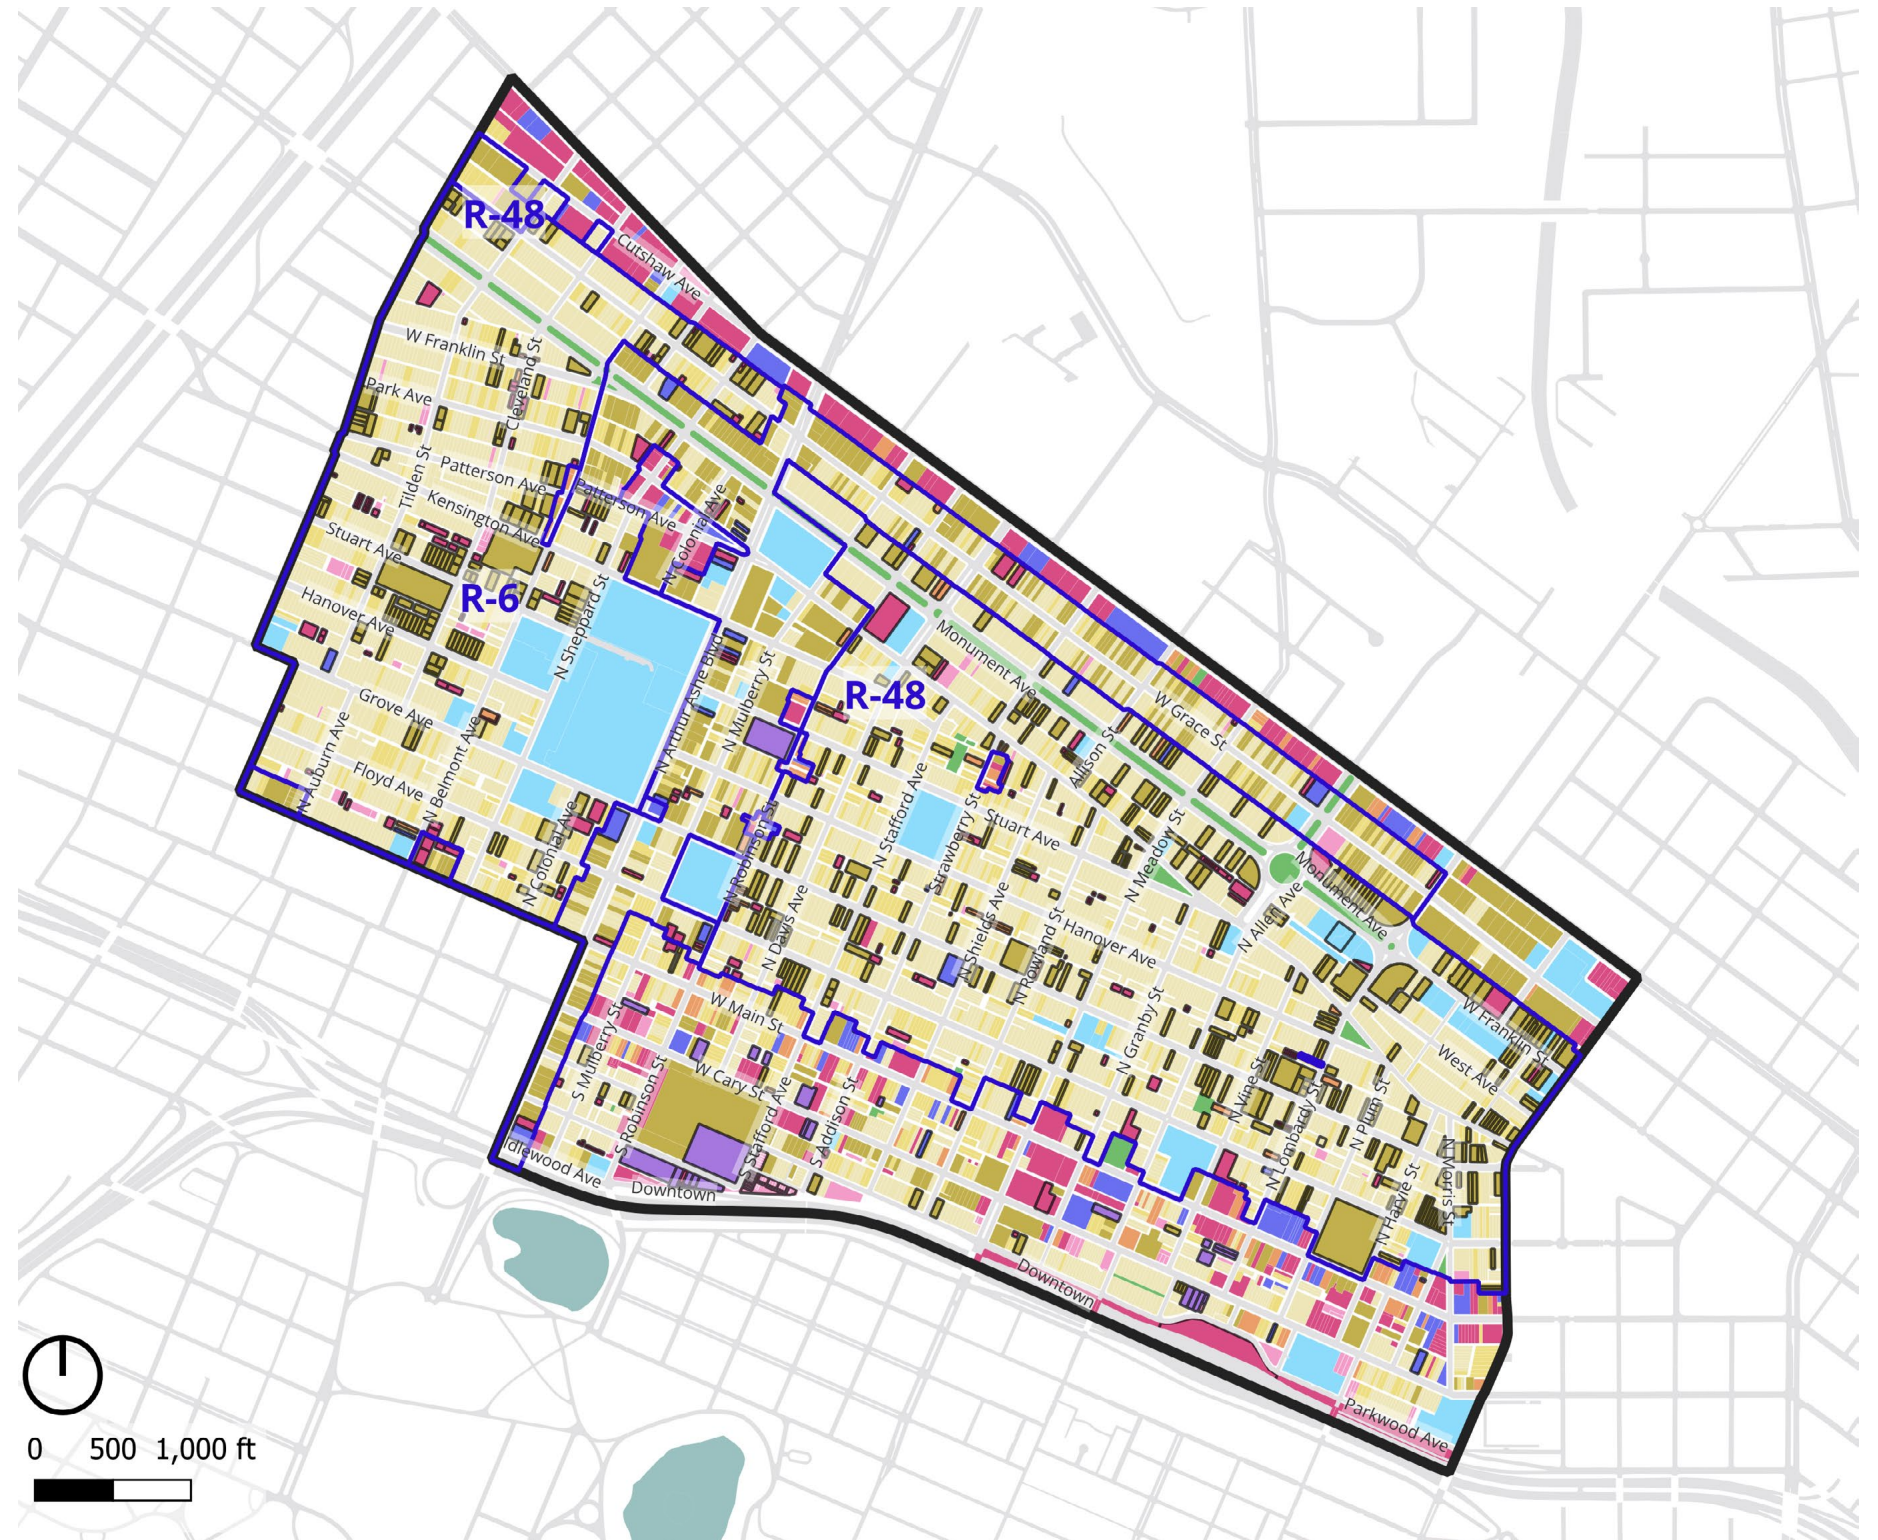 R-48
Cutshaw Ave
W Franklin St
Cleveland St
Park Ave
Patterson Ave
Tilden St
Kensington Ave
Patterson Ave
N Colonial Ave
Stuart Ave
R-6
Hanover Ave
N Sheppard St
Monument Ave
N Arthur Ashe Blvd
N Mulberry St
R-48
W Grace St
Grove Ave
N Auburn Ave
N Belmont Ave
Floyd Ave
Allison St
N Stafford Ave
Strawberry St
Stuart Ave
N Meadow St
N Colonial Ave
N Robinson St
Monument Ave
N Davis Ave
N Shields Ave
N Rowland St
Hanover Ave
N Allen Ave
W Main St
N Granby St
W Franklin St
West Ave
S Mulberry St
S Robinson St
W Cary St
S Stafford Ave
S Addison St
N Vine St
N Lombardy St
N Plum St
N Harvie St
N Morris St
Idlewood Ave
Downtown
Downtown
Parkwood Ave
0 500 1,000 ft